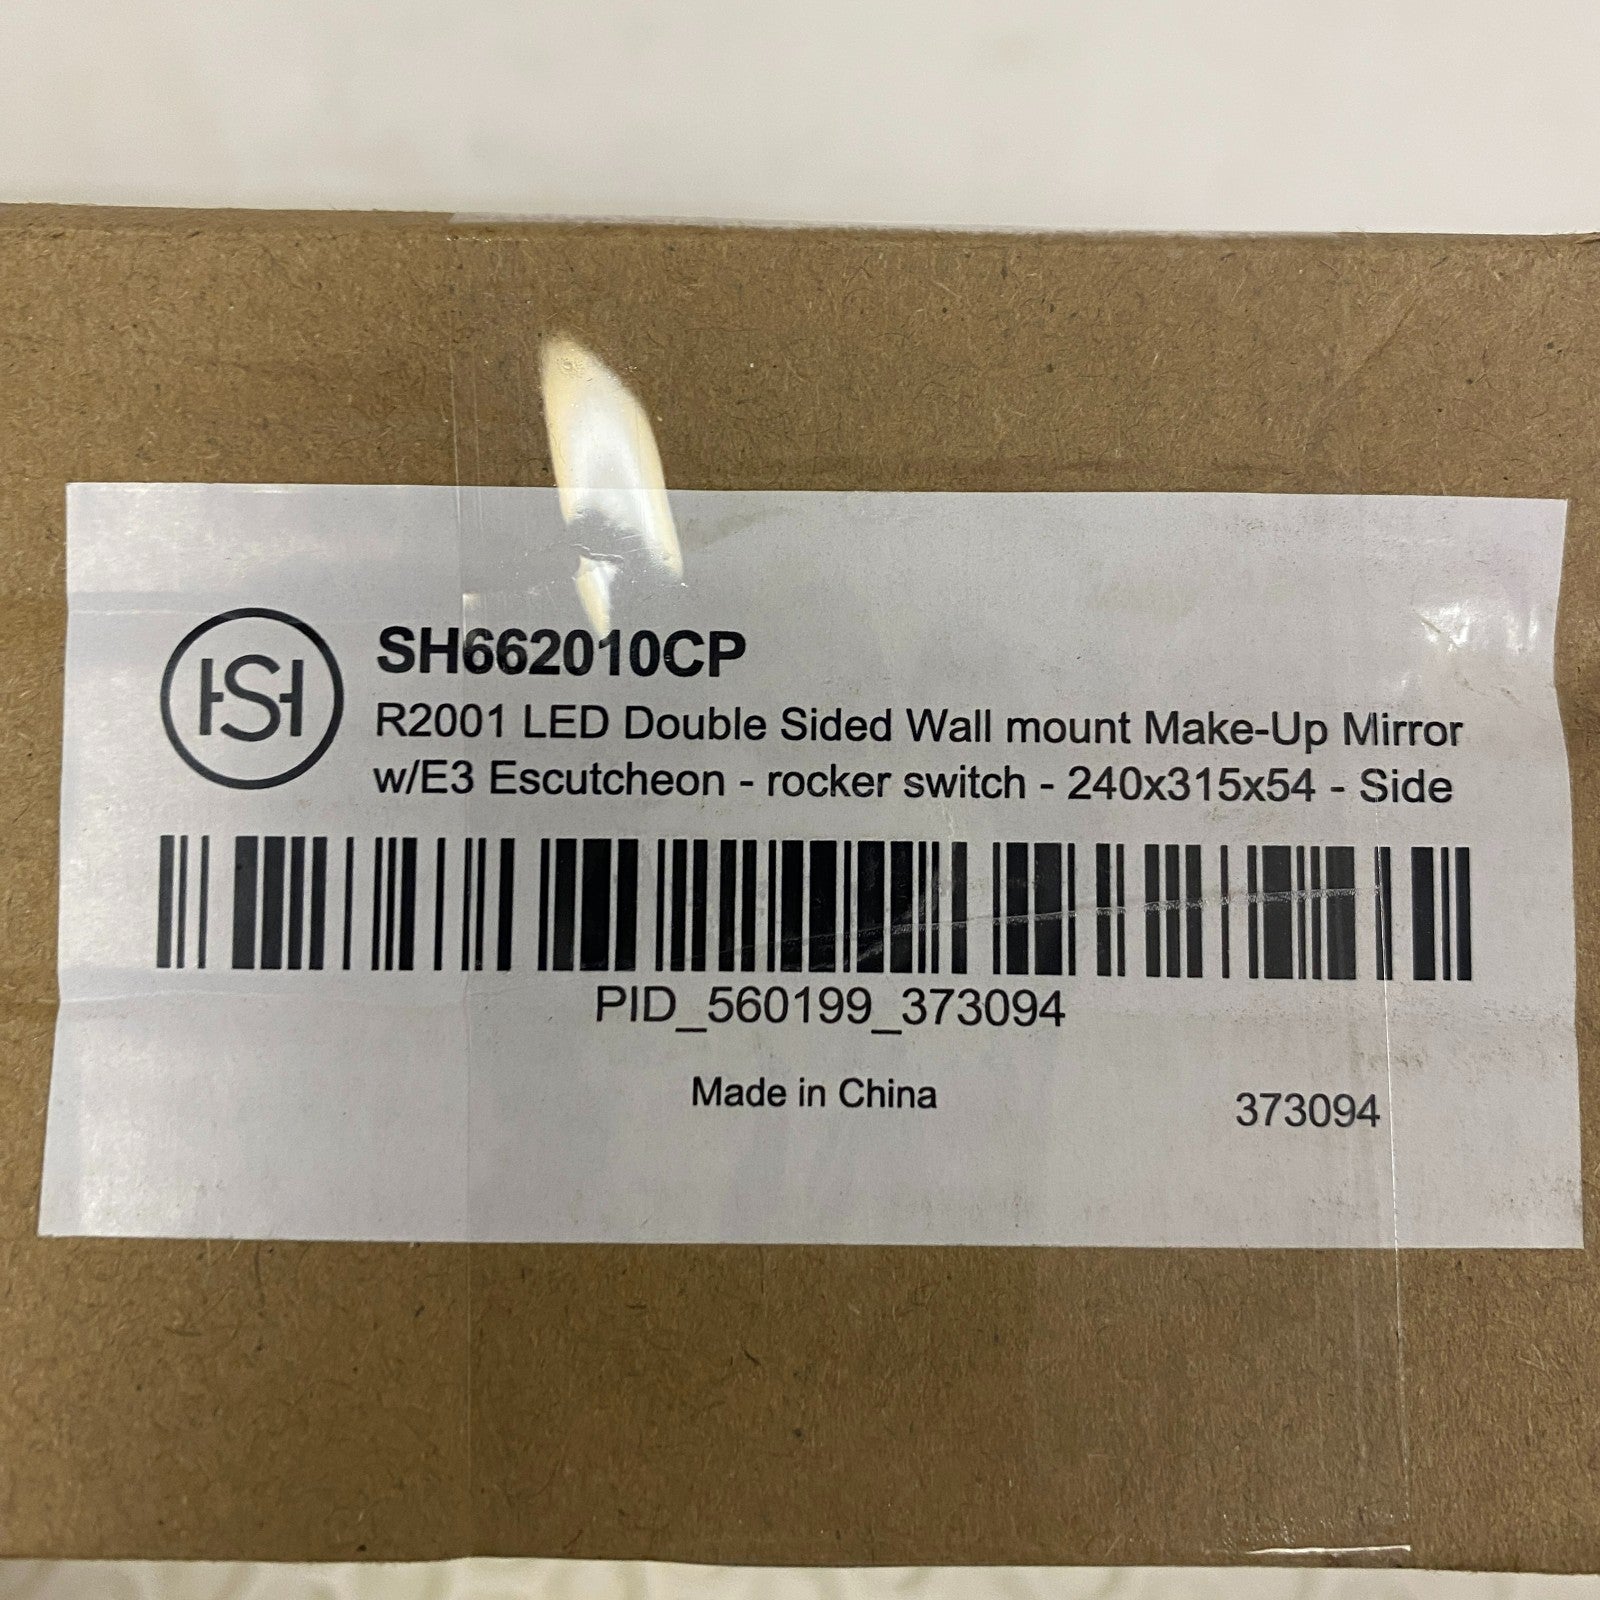 SH
SH662010CP
R2001 LED Double Sided Wall mount Make-Up Mirror
w/E3 Escutcheon - rocker switch - 240x315x54 - Side
PID_560199_373094
Made in China
373094